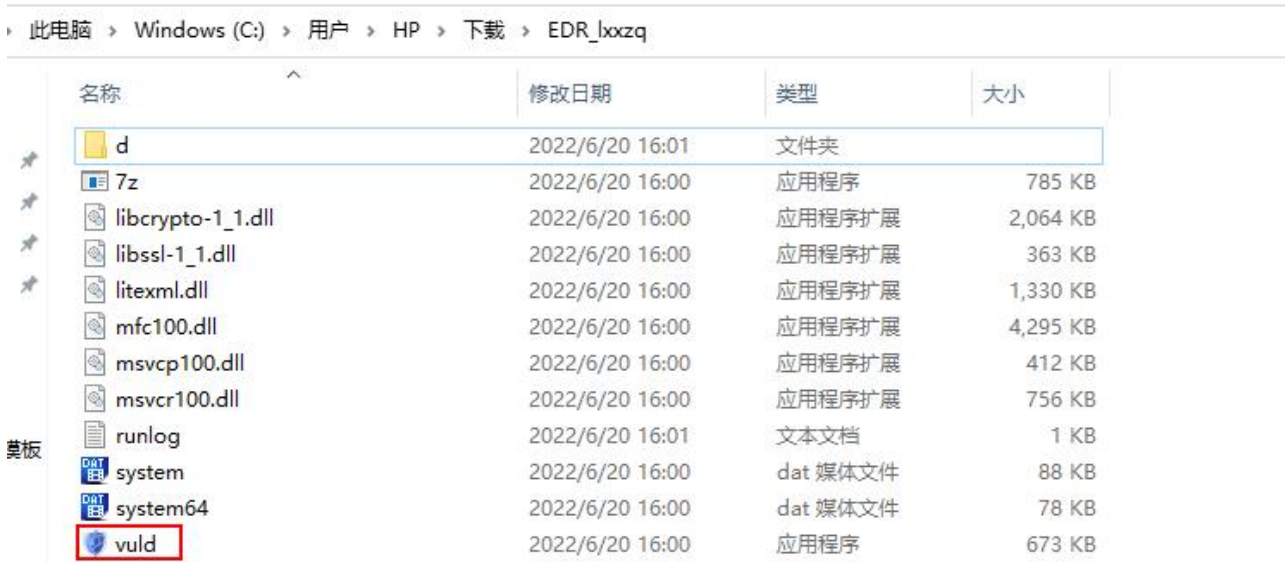 此电脑 › Windows (C:) › 用户 › HP › 下载 › EDR_lxxzq
名称 修改日期 类型 大小
d 2022/6/20 16:01 文件夹
7z 2022/6/20 16:00 应用程序 785 KB
libcrypto-1_1.dll 2022/6/20 16:00 应用程序扩展 2,064 KB
libssl-1_1.dll 2022/6/20 16:00 应用程序扩展 363 KB
litexml.dll 2022/6/20 16:00 应用程序扩展 1,330 KB
mfc100.dll 2022/6/20 16:00 应用程序扩展 4,295 KB
msvcp100.dll 2022/6/20 16:00 应用程序扩展 412 KB
msvcr100.dll 2022/6/20 16:00 应用程序扩展 756 KB
runlog 2022/6/20 16:01 文本文档 1 KB
模板
DAT system 2022/6/20 16:00 dat 媒体文件 88 KB
DAT system64 2022/6/20 16:00 dat 媒体文件 78 KB
vuld 2022/6/20 16:00 应用程序 673 KB